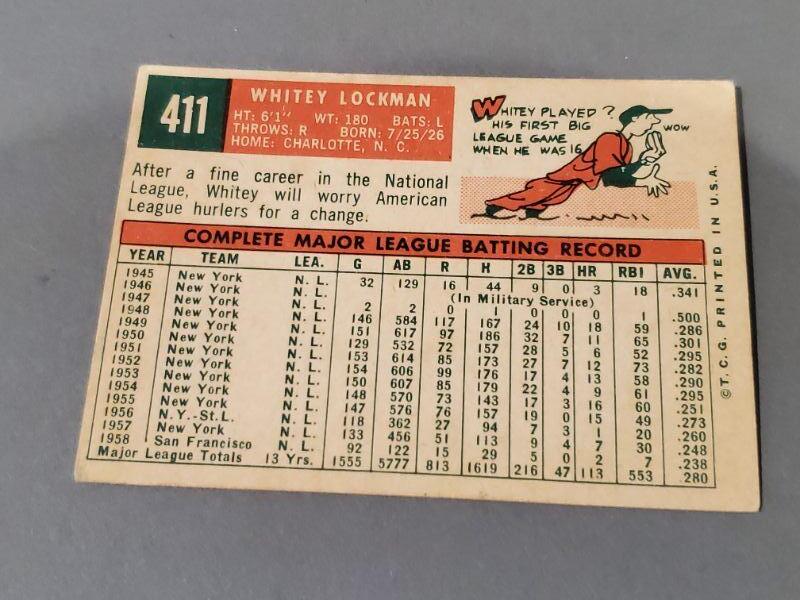 411
WHITEY LOCKMAN
HT: 6'1" WT: 180 BATS: L
THROWS: R BORN: 7/25/26
HOME: CHARLOTTE, N. C.
After a fine career in the National
League, Whitey will worry American
League hurlers for a change.
WHITEY PLAYED
HIS FIRST BIG
LEAGUE GAME
WHEN HE WAS 16
?
WOW
COMPLETE MAJOR LEAGUE BATTING RECORD
YEAR TEAM LEA. G AB R H 2B 3B HR RBI AVG.
1945 New York N. L. 32 129 16 44 9 0 3 18 .341
1946 New York N. L. (In Military Service)
1947 New York N. L. 2 2 0 1 0 0 0 1 .500
1948 New York N. L. 146 584 117 167 24 10 18 59 .286
1949 New York N. L. 151 617 97 186 32 7 11 65 .301
1950 New York N. L. 129 532 72 157 28 5 6 52 .295
1951 New York N. L. 153 614 85 173 27 7 12 73 .282
1952 New York N. L. 154 606 99 176 17 4 13 58 .290
1953 New York N. L. 150 607 85 179 22 4 9 61 .295
1954 New York N. L. 148 570 73 143 17 3 16 60 .251
1955 New York N. L. 147 576 76 157 19 0 15 49 .273
1956 N.Y.-St.L. N. L. 118 362 27 94 7 3 1 20 .260
1957 New York N. L. 133 456 51 113 9 4 7 30 .248
1958 San Francisco N. L. 92 122 15 29 5 0 2 7 .238
Major League Totals 13 Yrs. 1555 5777 813 1619 216 47 113 553 .280
© T. C. G. PRINTED IN U.S.A.